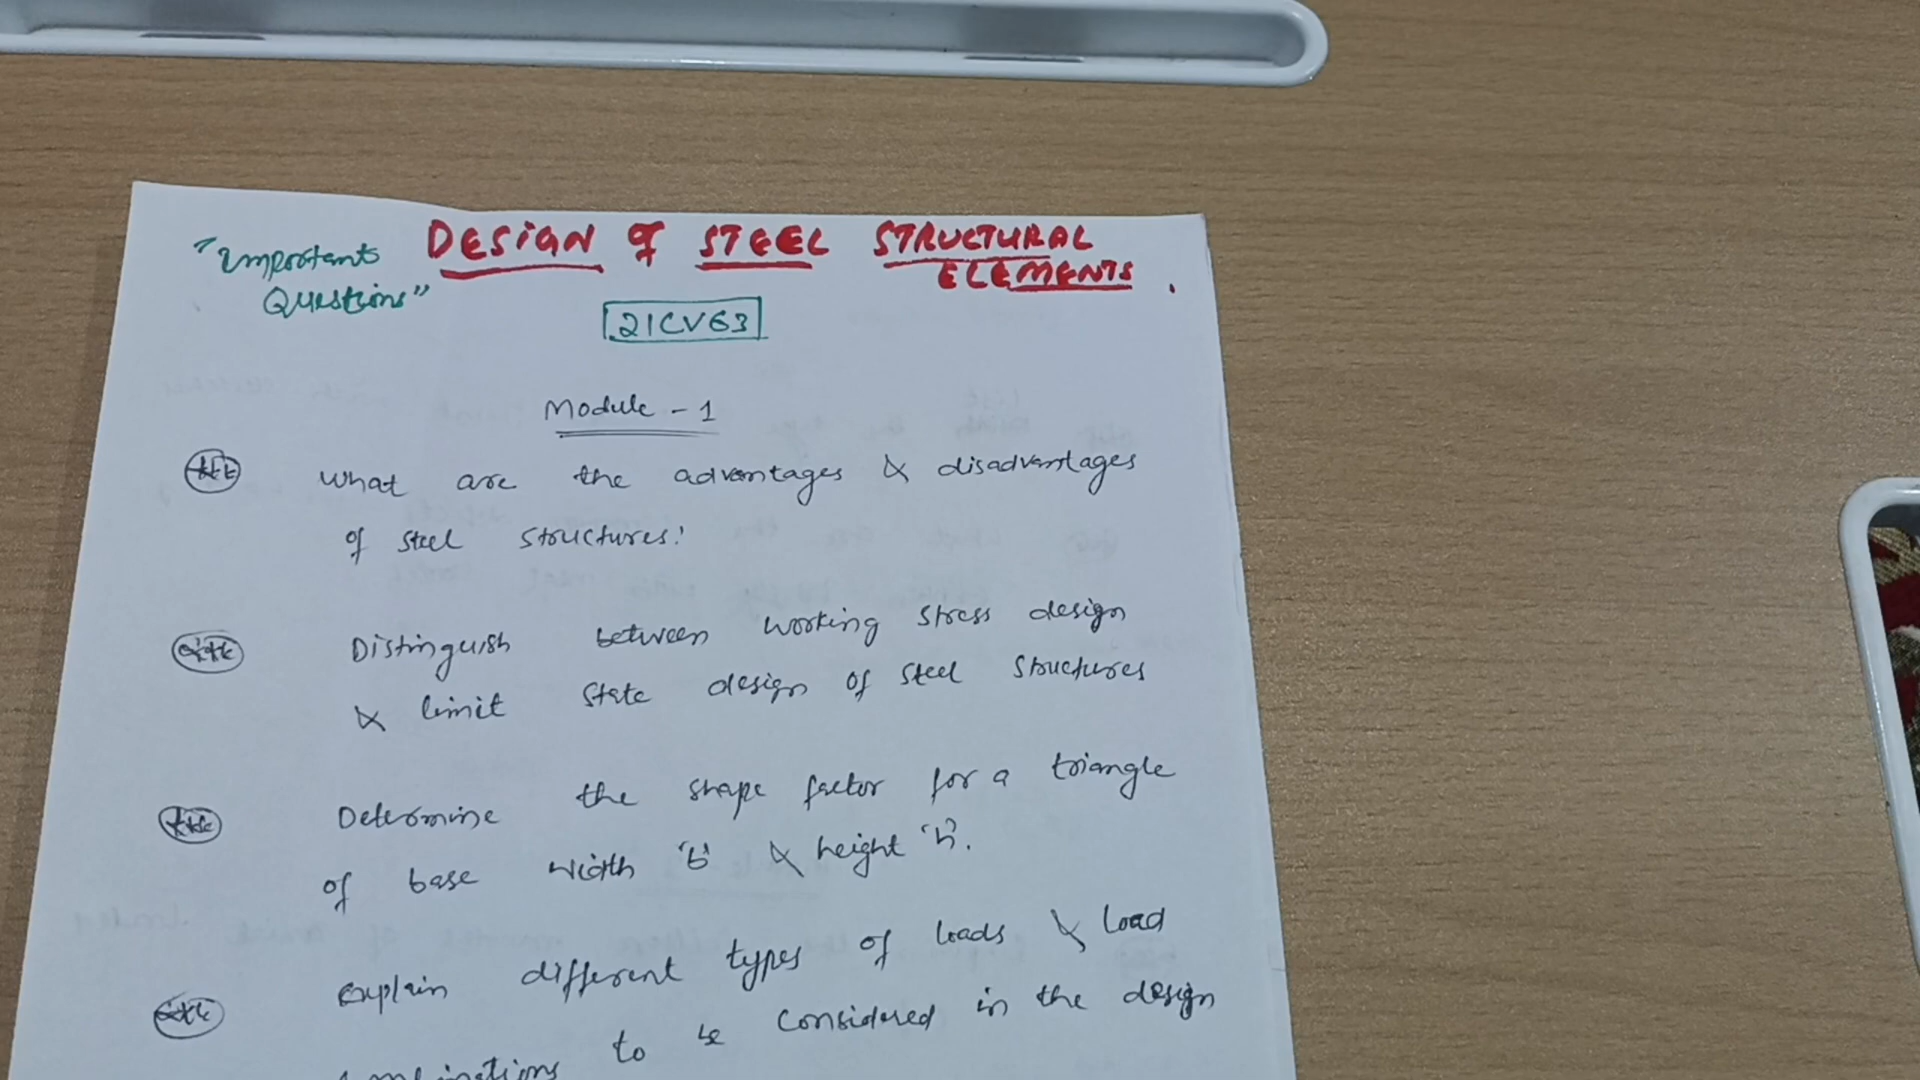 "Importants DESIGN of STEEL STRUCTURAL
Questions" ELEMENTS.
21CV63
Module - 1
*** What are the advantages & disadvantages
of steel structures.
*** Distinguish between working stress design
& limit state design of steel structures
*** Determine the shape factor for a triangle
of base width 'b' & height 'h'.
*** explain different types of loads & load
combinations to be considered in the design